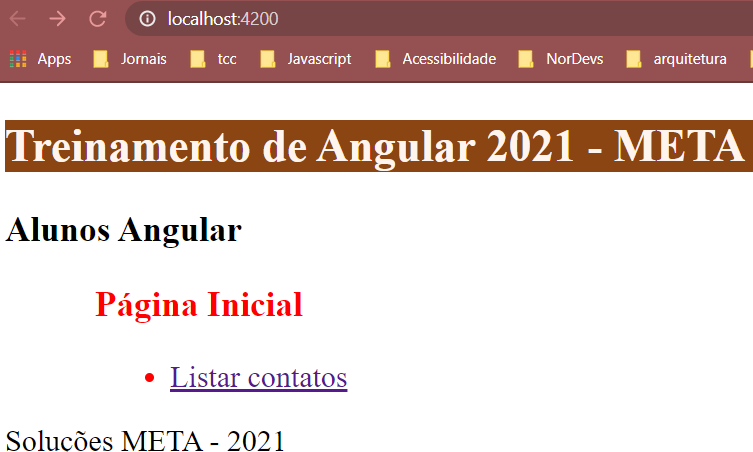 localhost:4200
Apps Jornais tcc Javascript Acessibilidade NorDevs arquitetura
Treinamento de Angular 2021 - META
Alunos Angular
Página Inicial
Listar contatos
Soluções META - 2021